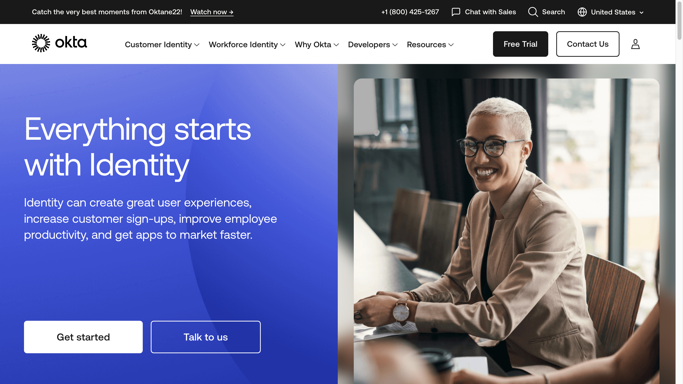 Catch the very best moments from Oktane22! Watch now →
+1 (800) 425-1267 Chat with Sales Search United States
okta
Customer Identity Workforce Identity Why Okta Developers Resources
Free Trial Contact Us
Everything starts
with Identity
Identity can create great user experiences,
increase customer sign-ups, improve employee
productivity, and get apps to market faster.
Get started Talk to us